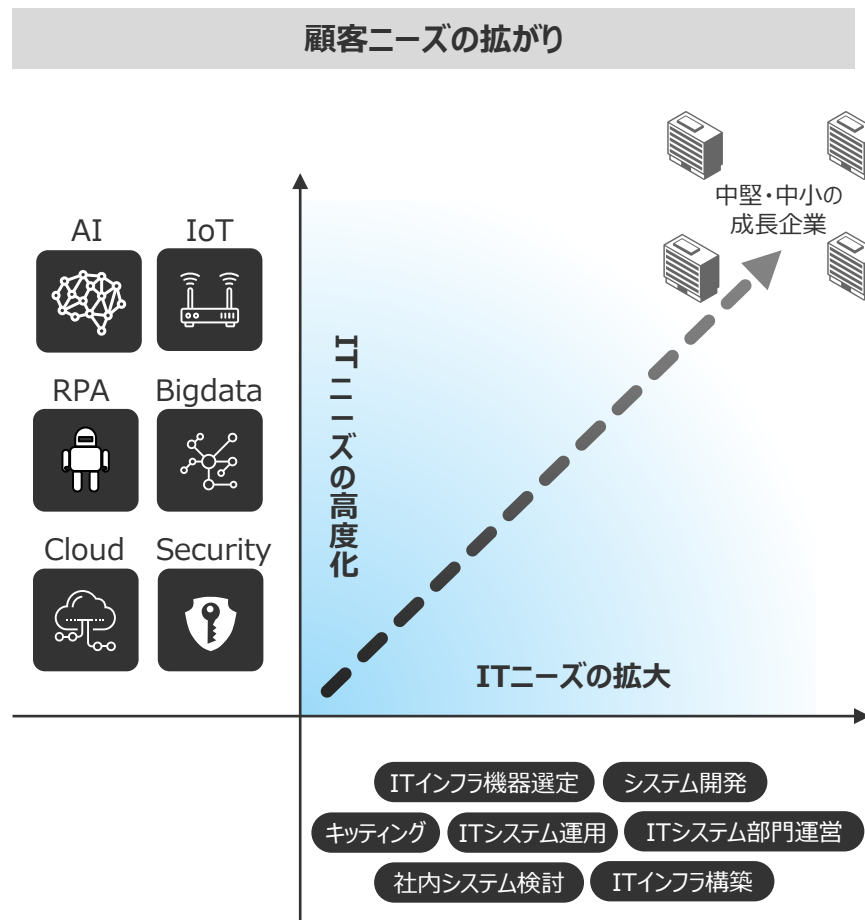 顧客ニーズの拡がり
中堅・中小の
成長企業
AI
IoT
RPA
Bigdata
Cloud
Security
ITニーズの高度化
ITニーズの拡大
ITインフラ機器選定
システム開発
キッティング
ITシステム運用
ITシステム部門運営
社内システム検討
ITインフラ構築